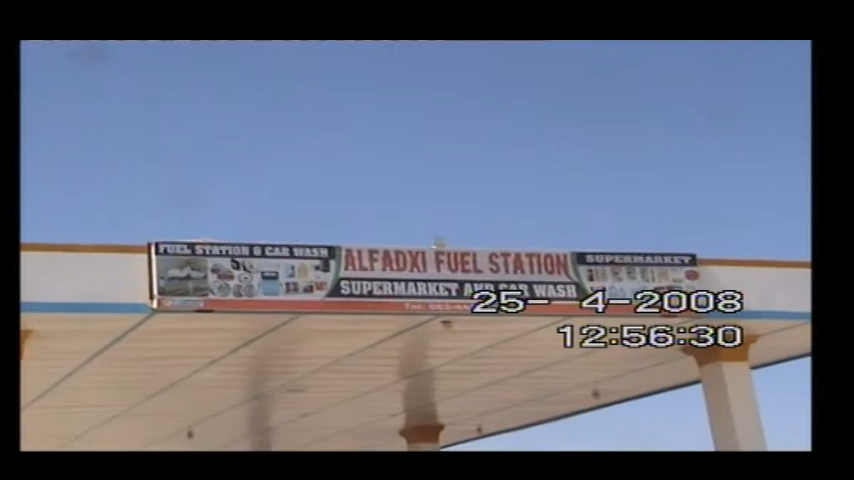 FUEL STATION & CAR WASH
ALFADXI FUEL STATION
SUPERMARKET AND CAR WASH
SUPERMARKET
25- 4-2008
12:56:30